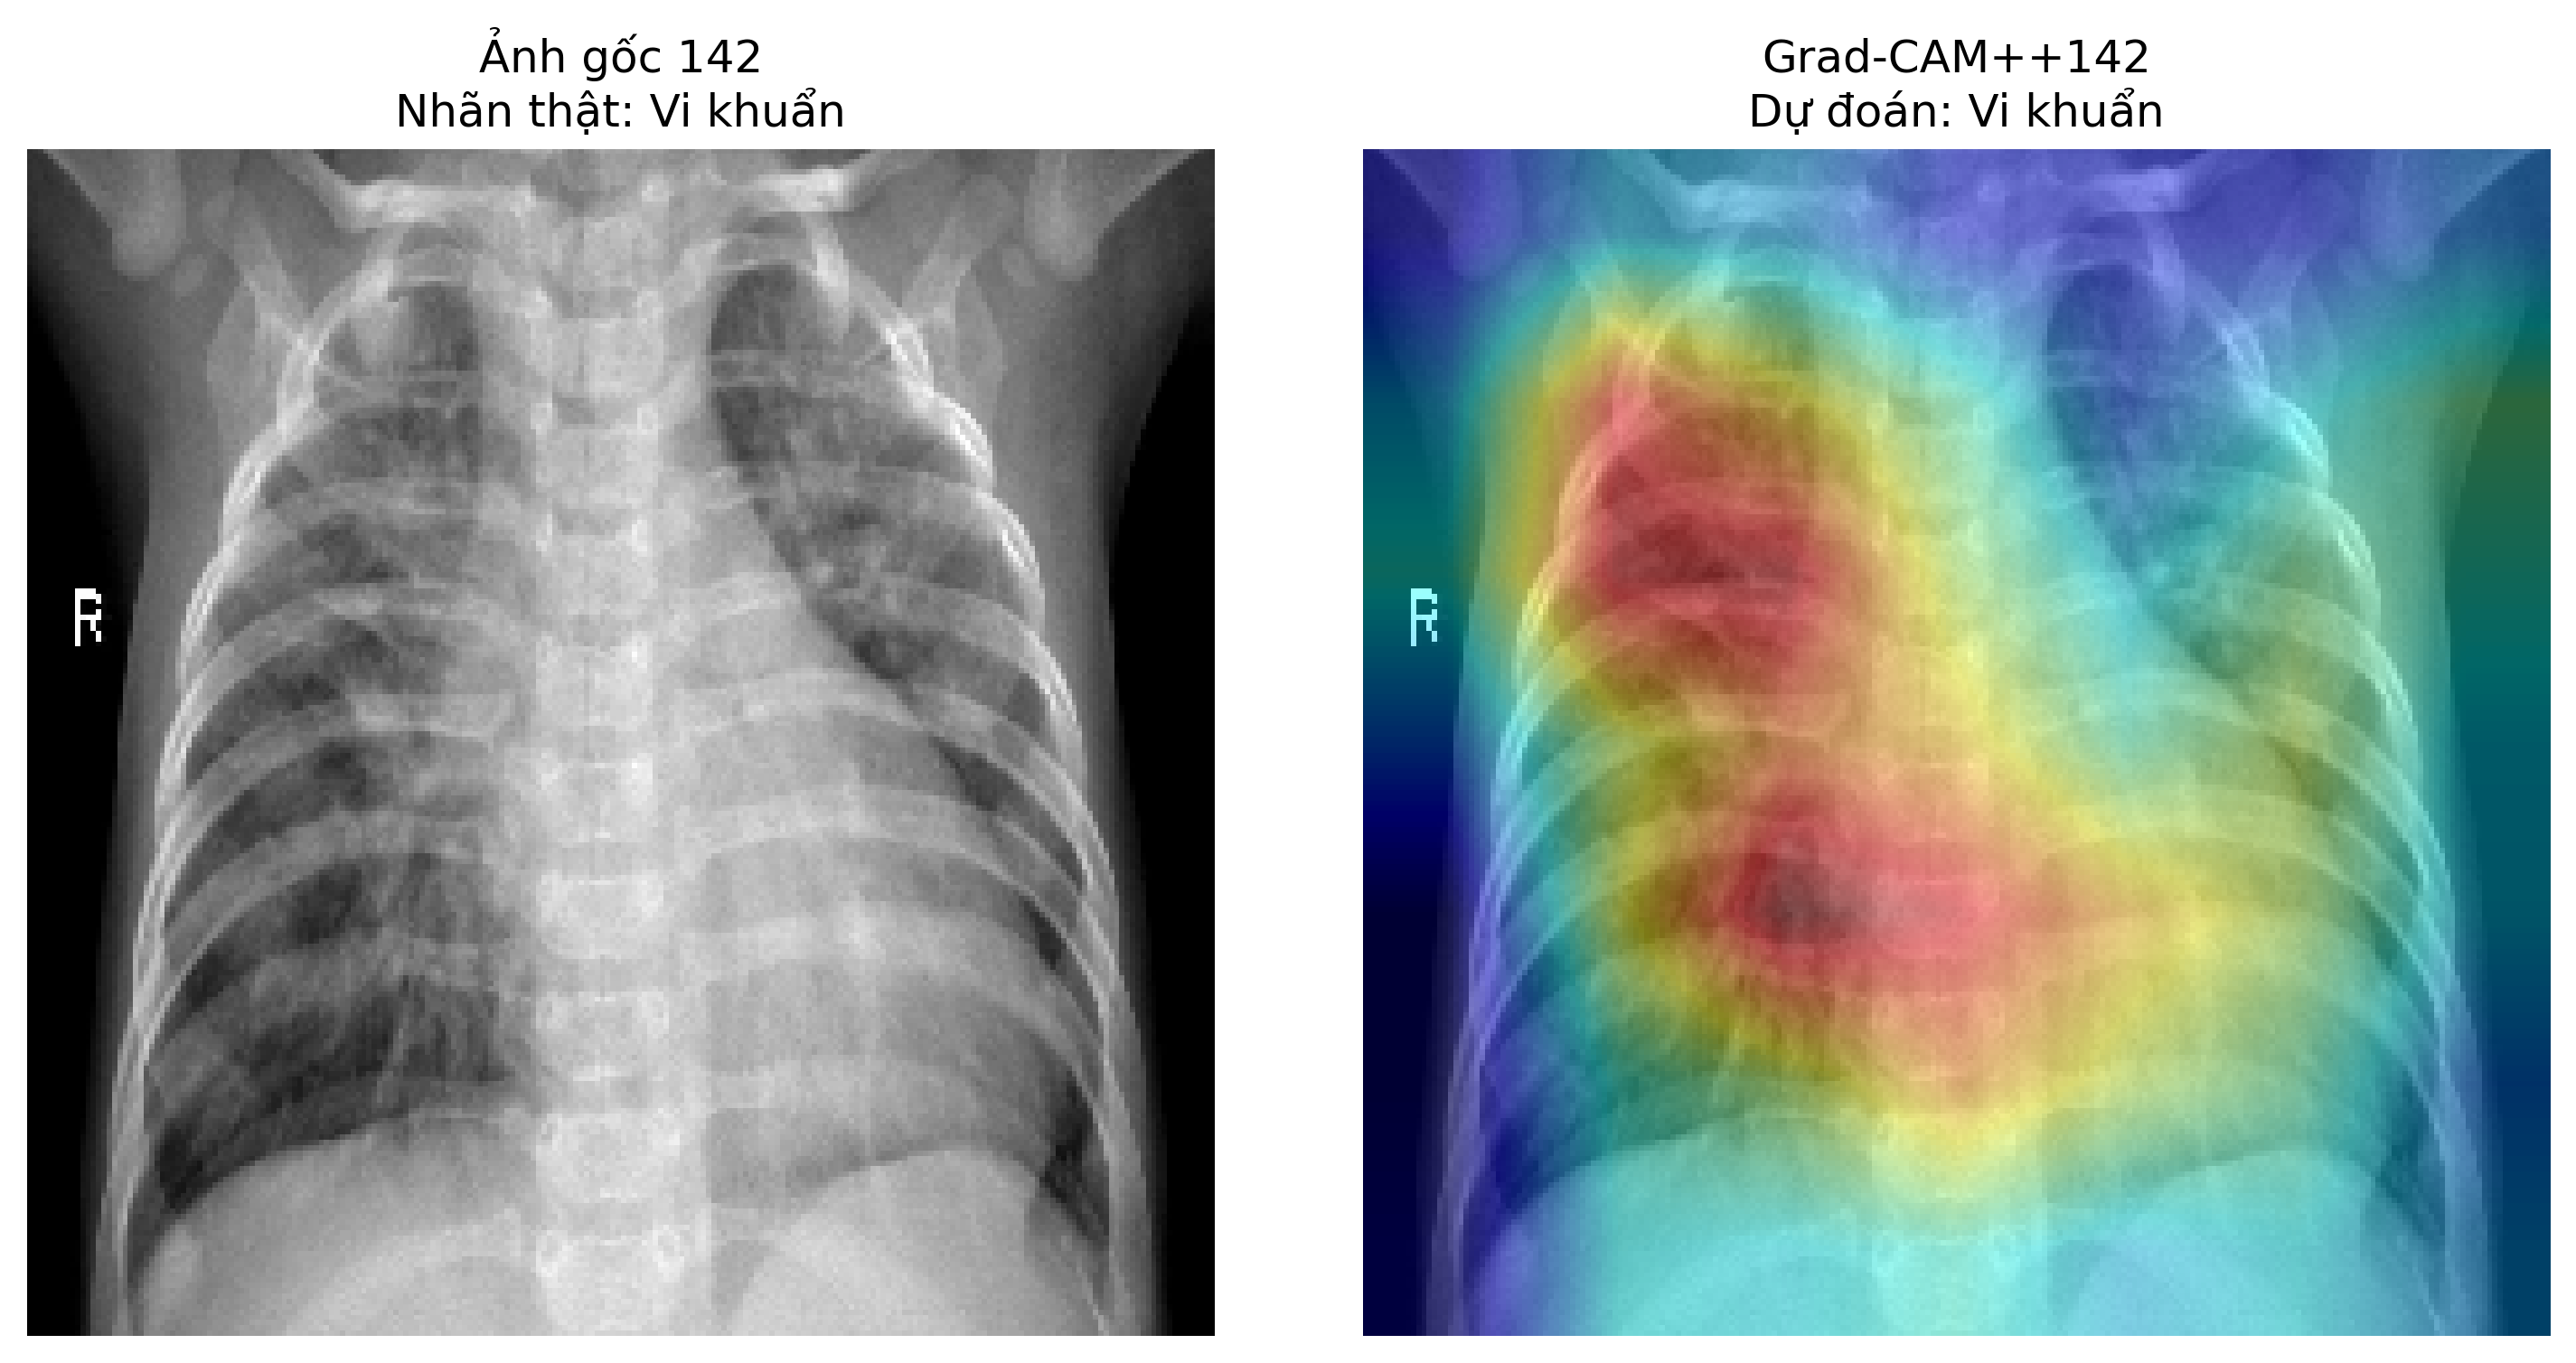 Ảnh gốc 142
Nhãn thật: Vi khuẩn
Grad-CAM++142
Dự đoán: Vi khuẩn
R
R